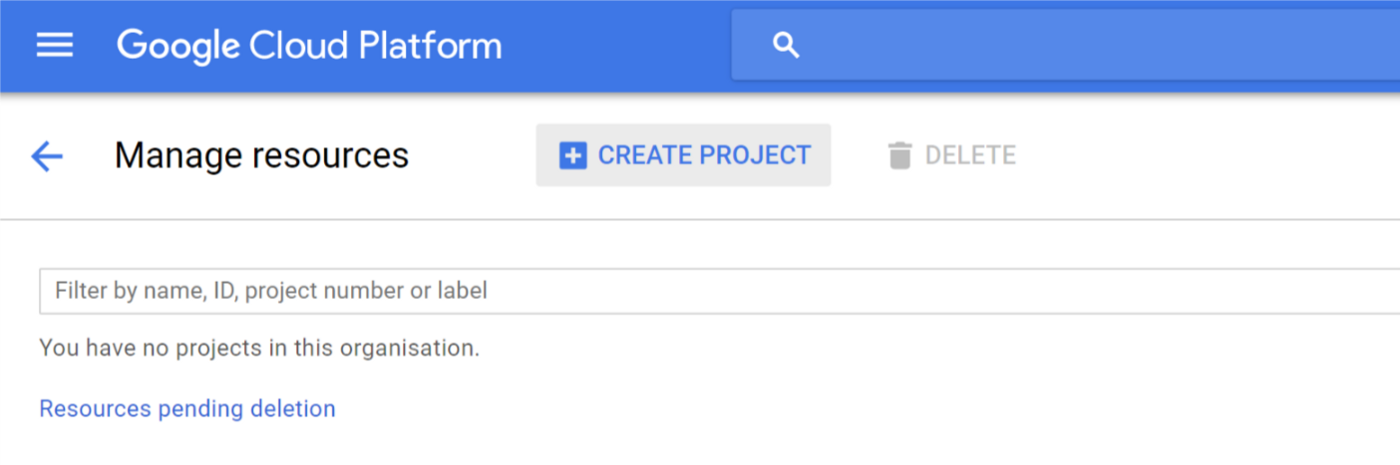 Google Cloud Platform
Manage resources
CREATE PROJECT
DELETE
Filter by name, ID, project number or label
You have no projects in this organisation.
Resources pending deletion